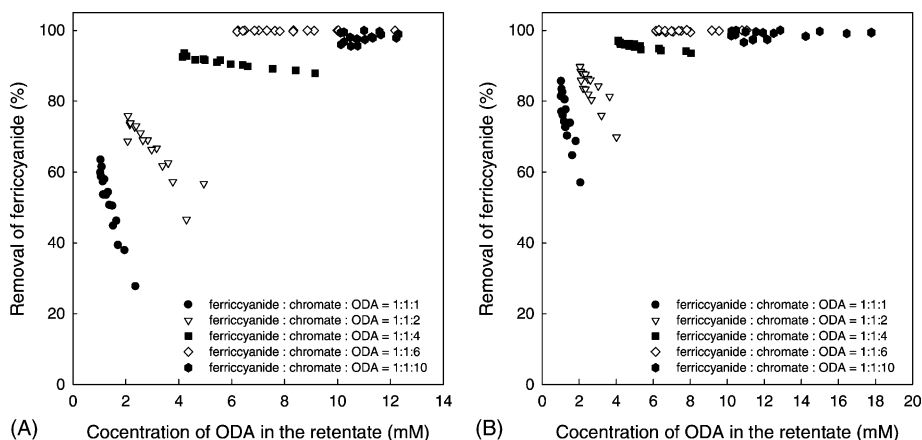 Removal of ferriccyanide (%)
100
80
60
40
20
0
ferriccyanide : chromate : ODA = 1:1:1
ferriccyanide : chromate : ODA = 1:1:2
ferriccyanide : chromate : ODA = 1:1:4
ferriccyanide : chromate : ODA = 1:1:6
ferriccyanide : chromate : ODA = 1:1:10
0 2 4 6 8 10 12 14
(A) Cocentration of ODA in the retentate (mM)
Removal of ferriccyanide (%)
100
80
60
40
20
0
ferriccyanide : chromate : ODA = 1:1:1
ferriccyanide : chromate : ODA = 1:1:2
ferriccyanide : chromate : ODA = 1:1:4
ferriccyanide : chromate : ODA = 1:1:6
ferriccyanide : chromate : ODA = 1:1:10
0 2 4 6 8 10 12 14 16 18 20
(B) Cocentration of ODA in the retentate (mM)